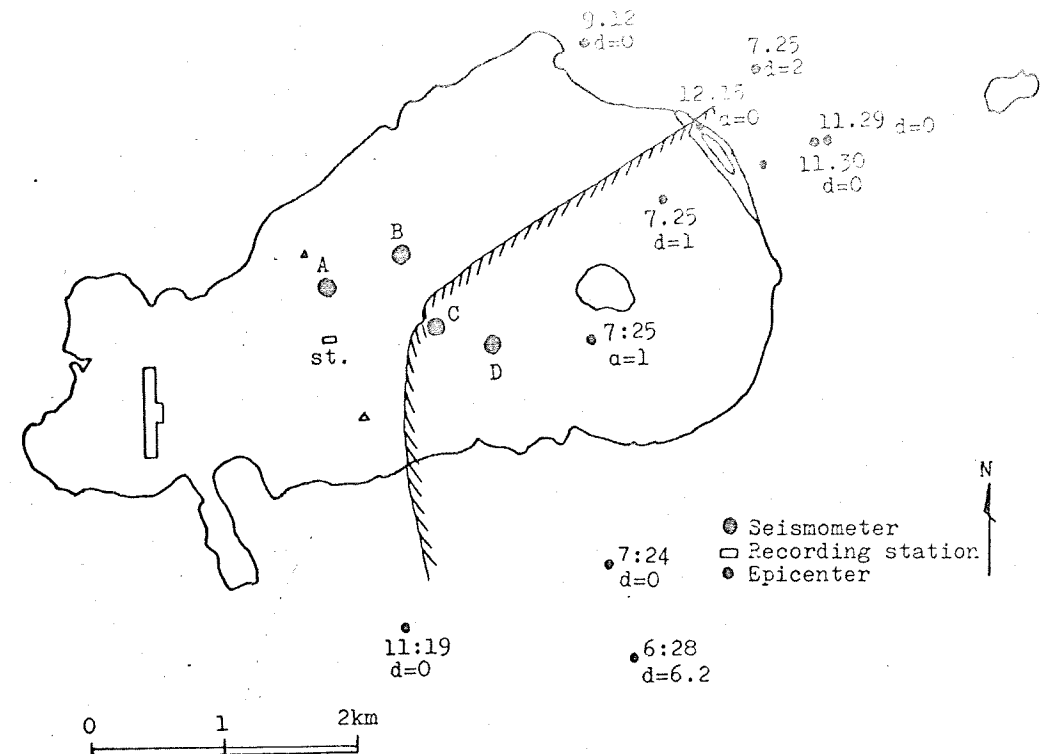 9.12
d=0
7.25
d=2
12.15
a=0
11.29 d=0
11.30
d=0
7.25
d=1
B
A
C
7:25
a=1
st.
D
N
Seismometer
Recording station
Epicenter
7:24
d=0
11:19
d=0
6:28
d=6.2
0 1 2km